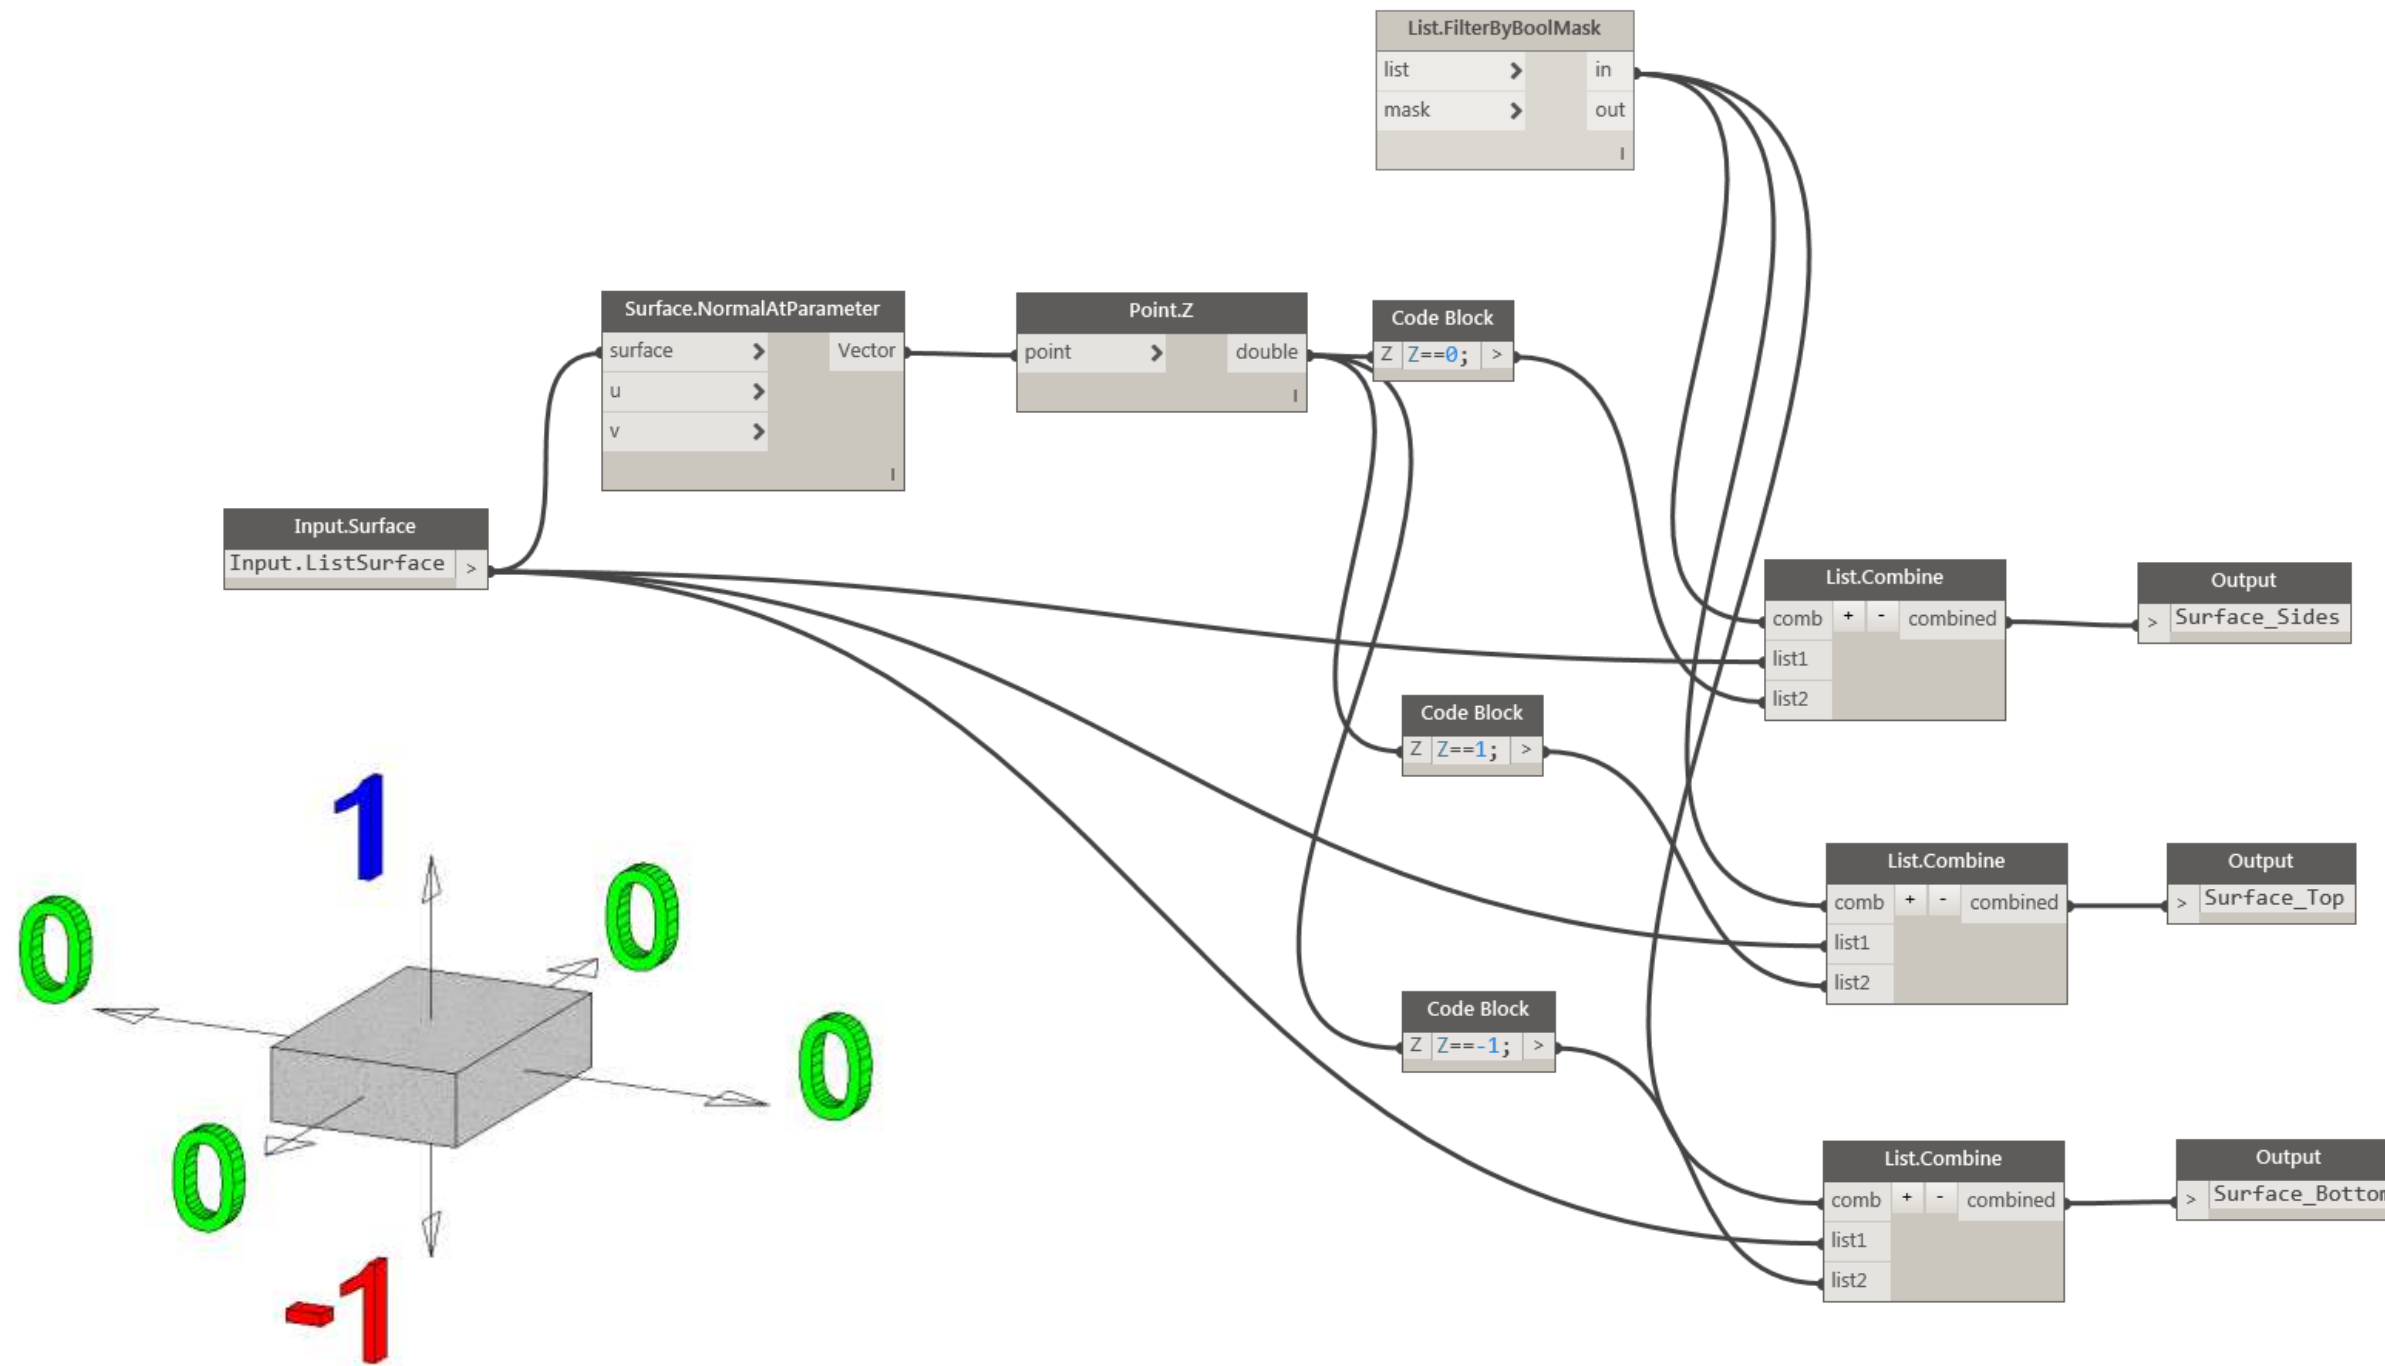 List.FilterByBoolMask
list > in
mask > out
l
Surface.NormalAtParameter
surface > Vector
u >
v >
l
Point.Z
point > double
l
Code Block
Z Z==0; >
Input.Surface
Input.ListSurface >
List.Combine
comb + - combined
list1
list2
Output
> Surface_Sides
Code Block
Z Z==1; >
List.Combine
comb + - combined
list1
list2
Output
> Surface_Top
Code Block
Z Z==-1; >
List.Combine
comb + - combined
list1
list2
Output
> Surface_Bottom
1
0
0
0
0
-1